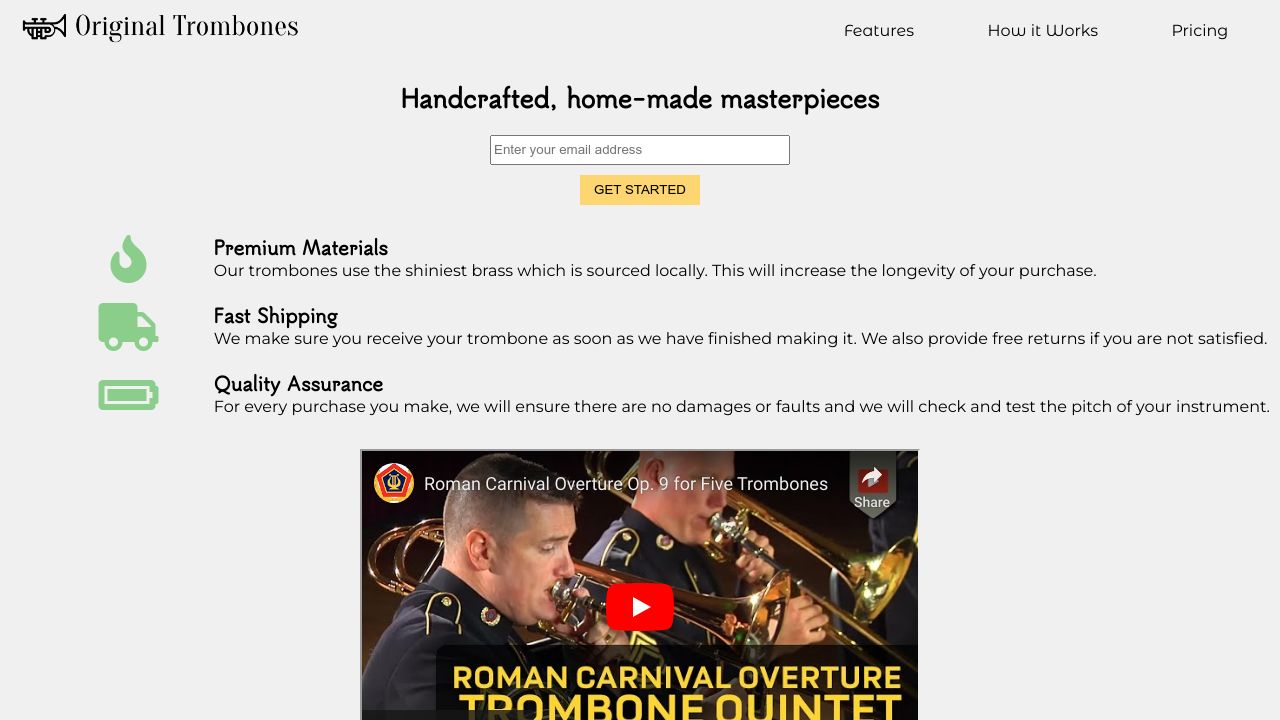 Original Trombones
Features
How it Works
Pricing
Handcrafted, home-made masterpieces
Enter your email address
GET STARTED
Premium Materials
Our trombones use the shiniest brass which is sourced locally. This will increase the longevity of your purchase.
Fast Shipping
We make sure you receive your trombone as soon as we have finished making it. We also provide free returns if you are not satisfied.
Quality Assurance
For every purchase you make, we will ensure there are no damages or faults and we will check and test the pitch of your instrument.
Roman Carnival Overture Op. 9 for Five Trombones
Share
ROMAN CARNIVAL OVERTURE
TROMBONE QUINTET